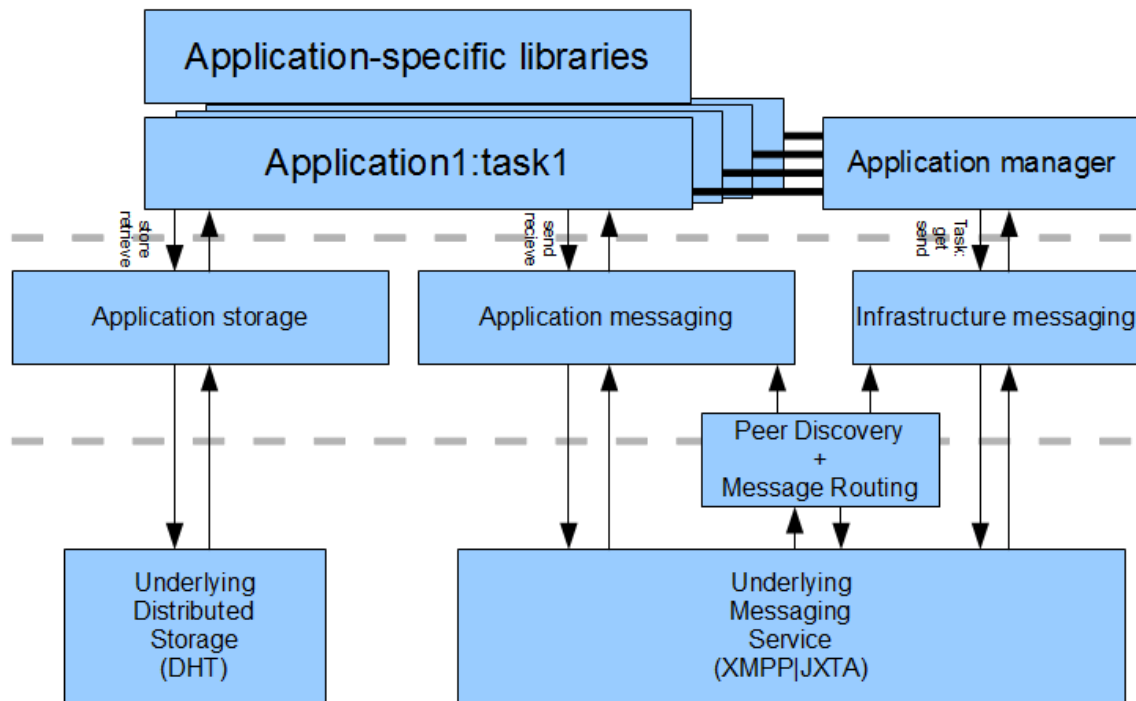 Application-specific libraries
Application1:task1
Application manager
store
retrieve
send
recieve
Task:
get
send
Application storage
Application messaging
Infrastructure messaging
Peer Discovery
+
Message Routing
Underlying
Distributed
Storage
(DHT)
Underlying
Messaging
Service
(XMPP|JXTA)